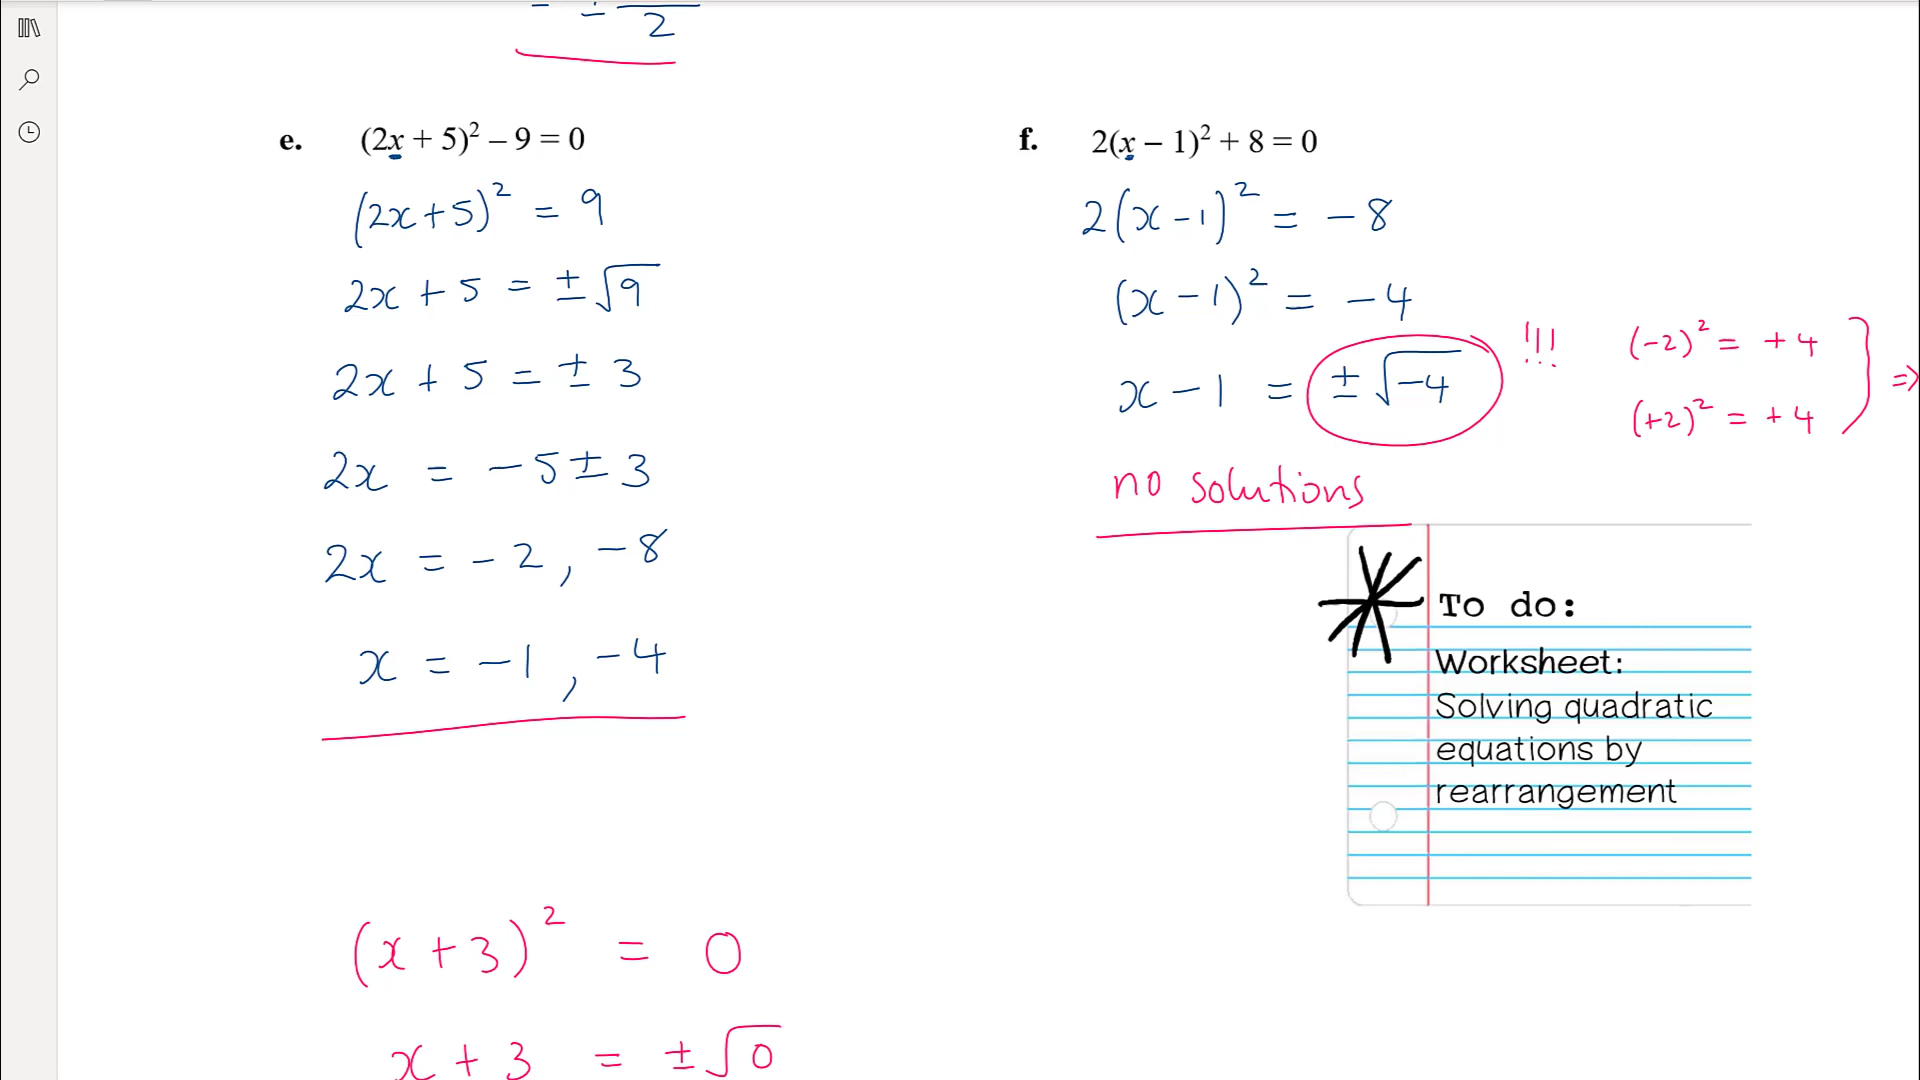 = ± 2
e. (2x + 5)² – 9 = 0
(2x+5)² = 9
2x + 5 = ± √9
2x + 5 = ± 3
2x = -5 ± 3
2x = -2, -8
x = -1, -4
(x + 3)² = 0
x + 3 = ± √0
f. 2(x – 1)² + 8 = 0
2(x-1)² = -8
(x-1)² = -4
x - 1 = ± √-4 !!!
(-2)² = +4
(+2)² = +4 } =>
no solutions
To do:
Worksheet:
Solving quadratic
equations by
rearrangement